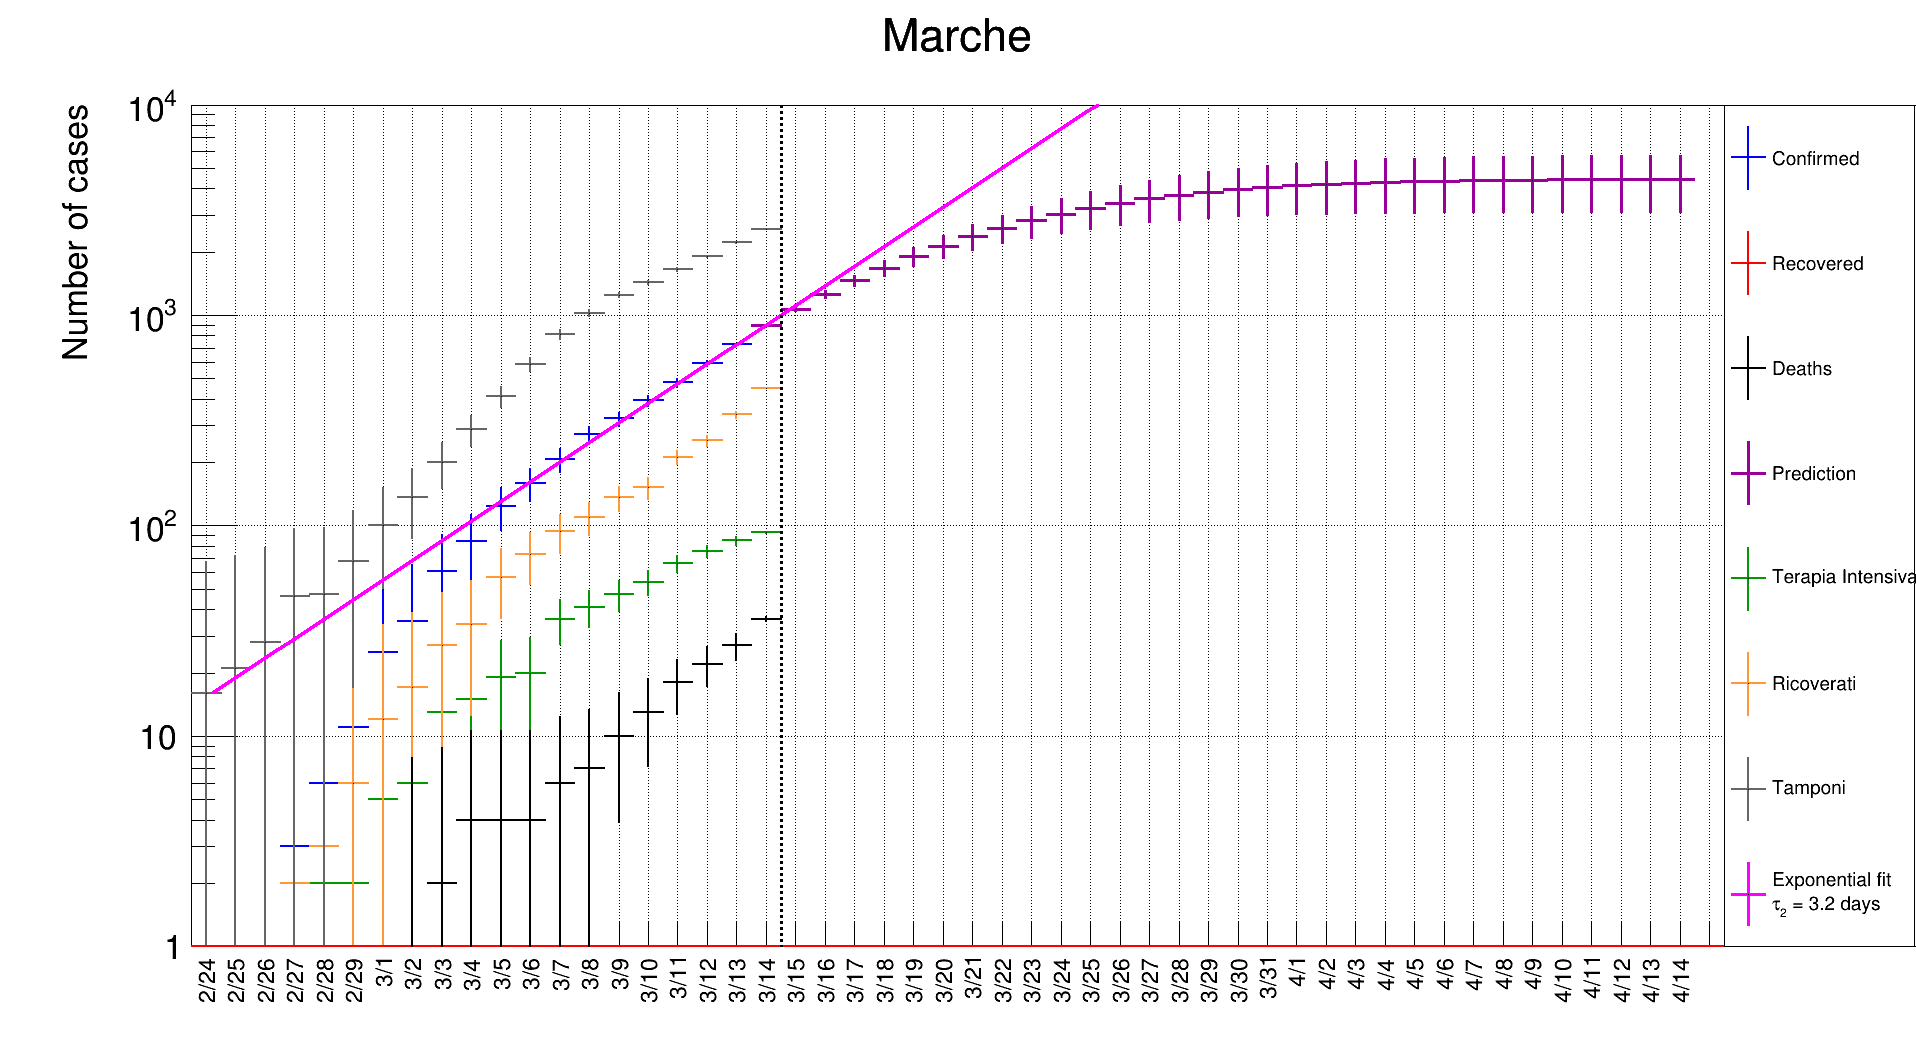 Marche
Number of cases
10^4
10^3
10^2
10
1
2/24 2/25 2/26 2/27 2/28 2/29 3/1 3/2 3/3 3/4 3/5 3/6 3/7 3/8 3/9 3/10 3/11 3/12 3/13 3/14 3/15 3/16 3/17 3/18 3/19 3/20 3/21 3/22 3/23 3/24 3/25 3/26 3/27 3/28 3/29 3/30 3/31 4/1 4/2 4/3 4/4 4/5 4/6 4/7 4/8 4/9 4/10 4/11 4/12 4/13 4/14
Confirmed
Recovered
Deaths
Prediction
Terapia Intensiva
Ricoverati
Tamponi
Exponential fit
τ₂ = 3.2 days